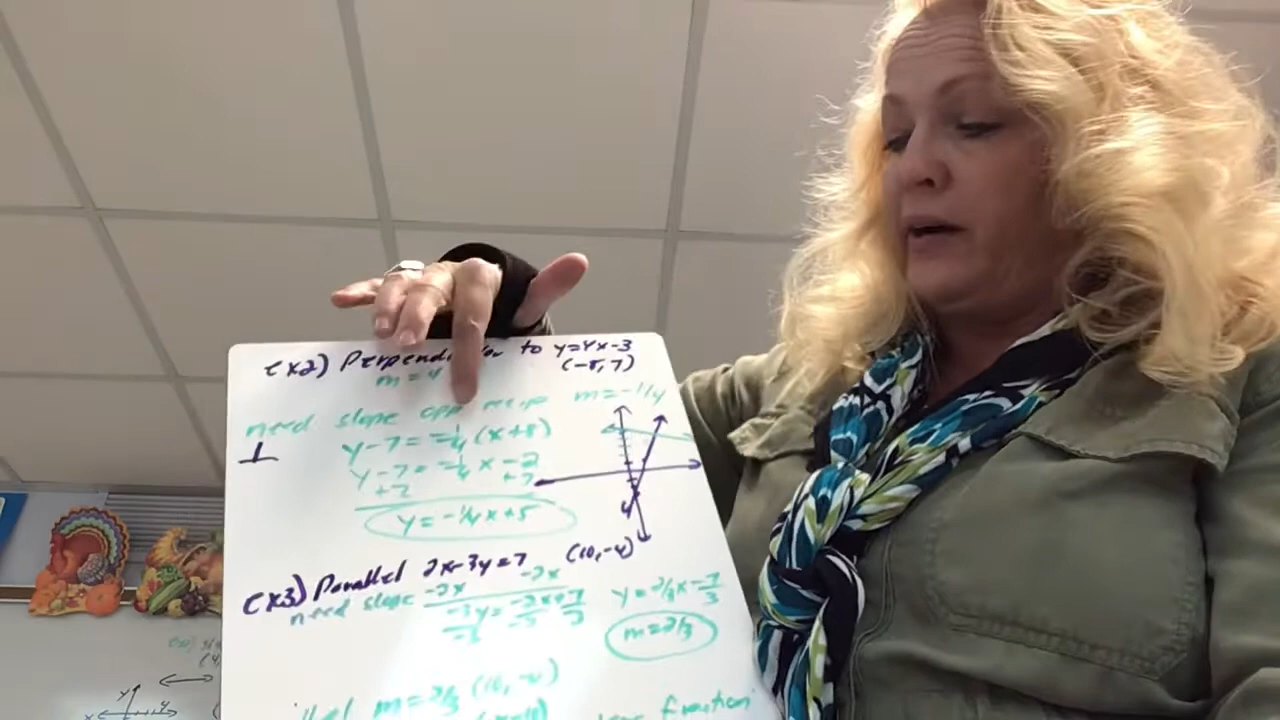 Ex2) Perpendicular to y=4x-3
m=4 (-8,7)
need slope opp recip m=-1/4
⊥ y-7=-1/4(x+8)
y-7=-1/4x-2
+7 +7
y=-1/4x+5
Ex3) Parallel 2x-3y=7 (10,-4)
need slope -2x -2x
-3y = -2x+7 y=2/3x-7/3
-3 -3 -3
m=2/3
m=2/3 (10,-4)
(x-10) fraction
y
x